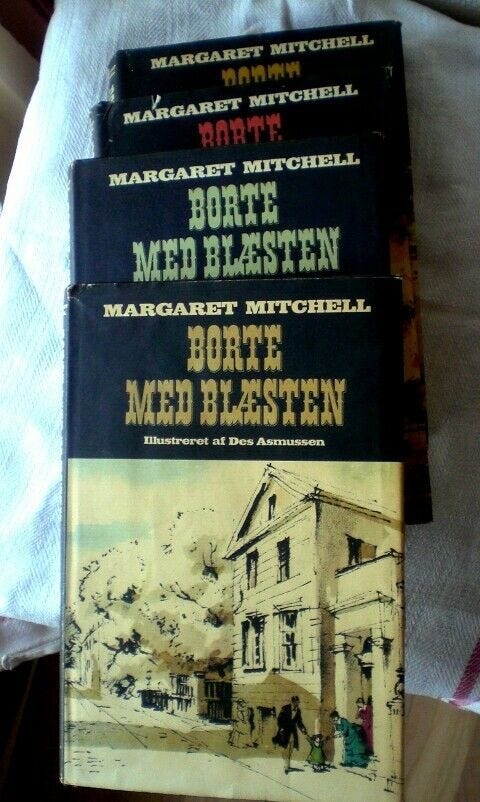 MARGARET MITCHELL
BORTE
MARGARET MITCHELL
BORTE
MARGARET MITCHELL
BORTE
MED BLÆSTEN
MARGARET MITCHELL
BORTE
MED BLÆSTEN
Illustreret af Des Asmussen